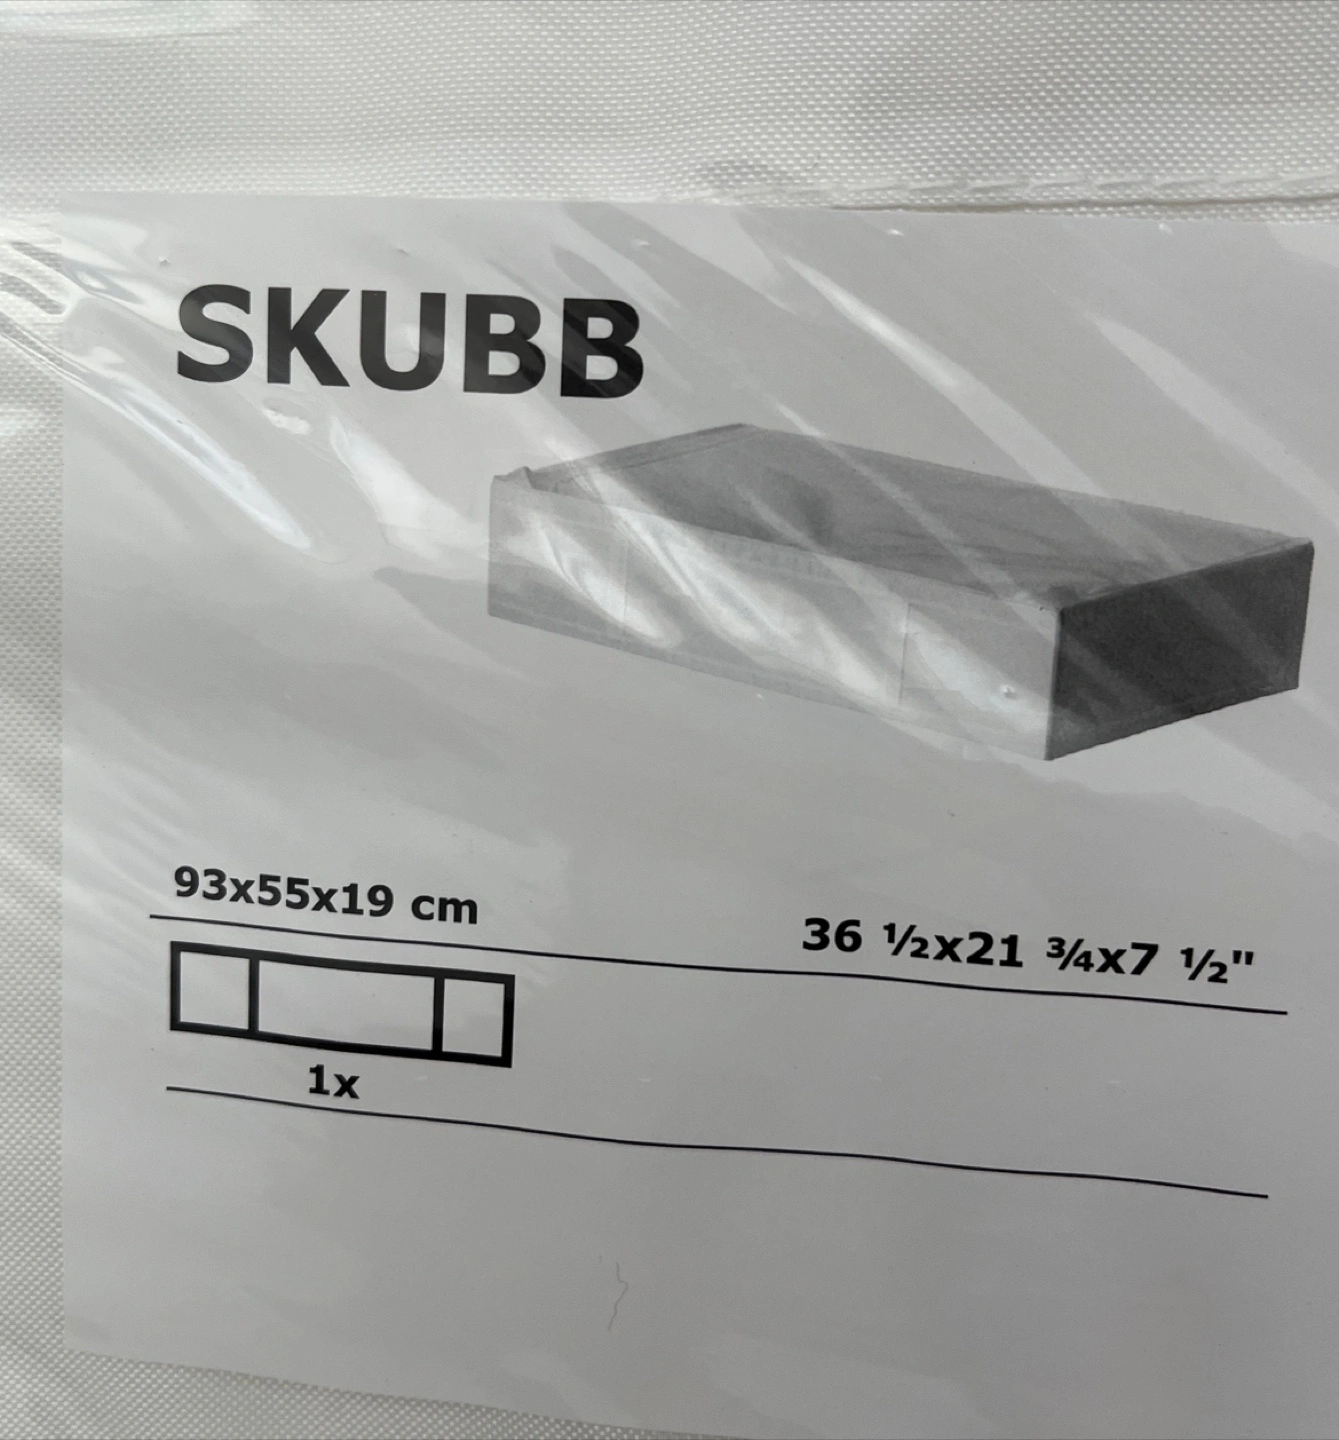 SKUBB
93x55x19 cm
36 ½x21 ¾x7 ½"
1x